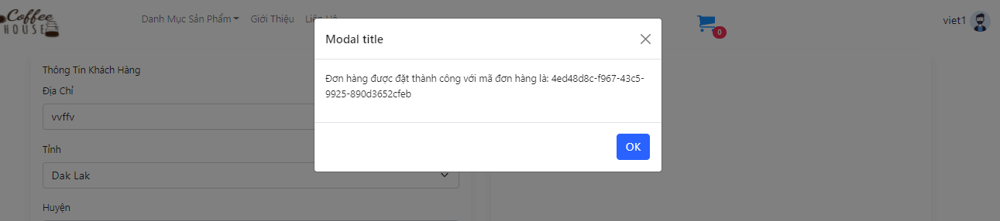 Coffee
HOUSE
Danh Mục Sản Phẩm Giới Thiệu Liên Hệ
0
viet1
Modal title
Đơn hàng được đặt thành công với mã đơn hàng là: 4ed48d8c-f967-43c5-
9925-890d3652cfeb
OK
Thông Tin Khách Hàng
Địa Chỉ
vvffv
Tỉnh
Dak Lak
Huyện